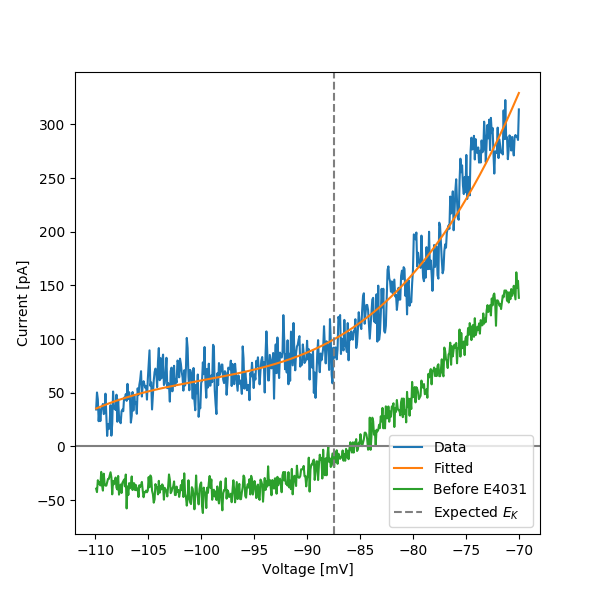 300
250
200
150
100
50
0
−50
Current [pA]
Data
Fitted
Before E4031
Expected E_K
−110
−105
−100
−95
−90
−85
−80
−75
−70
Voltage [mV]